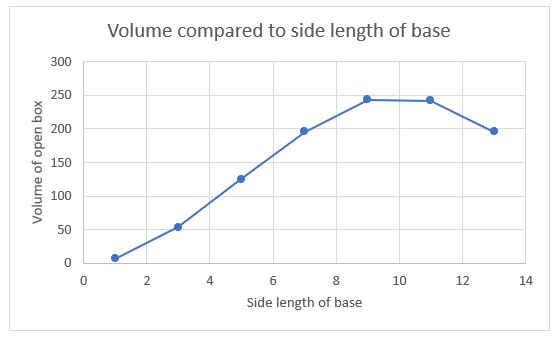 Volume compared to side length of base
300
250
200
150
100
50
0
0 2 4 6 8 10 12 14
Volume of open box
Side length of base